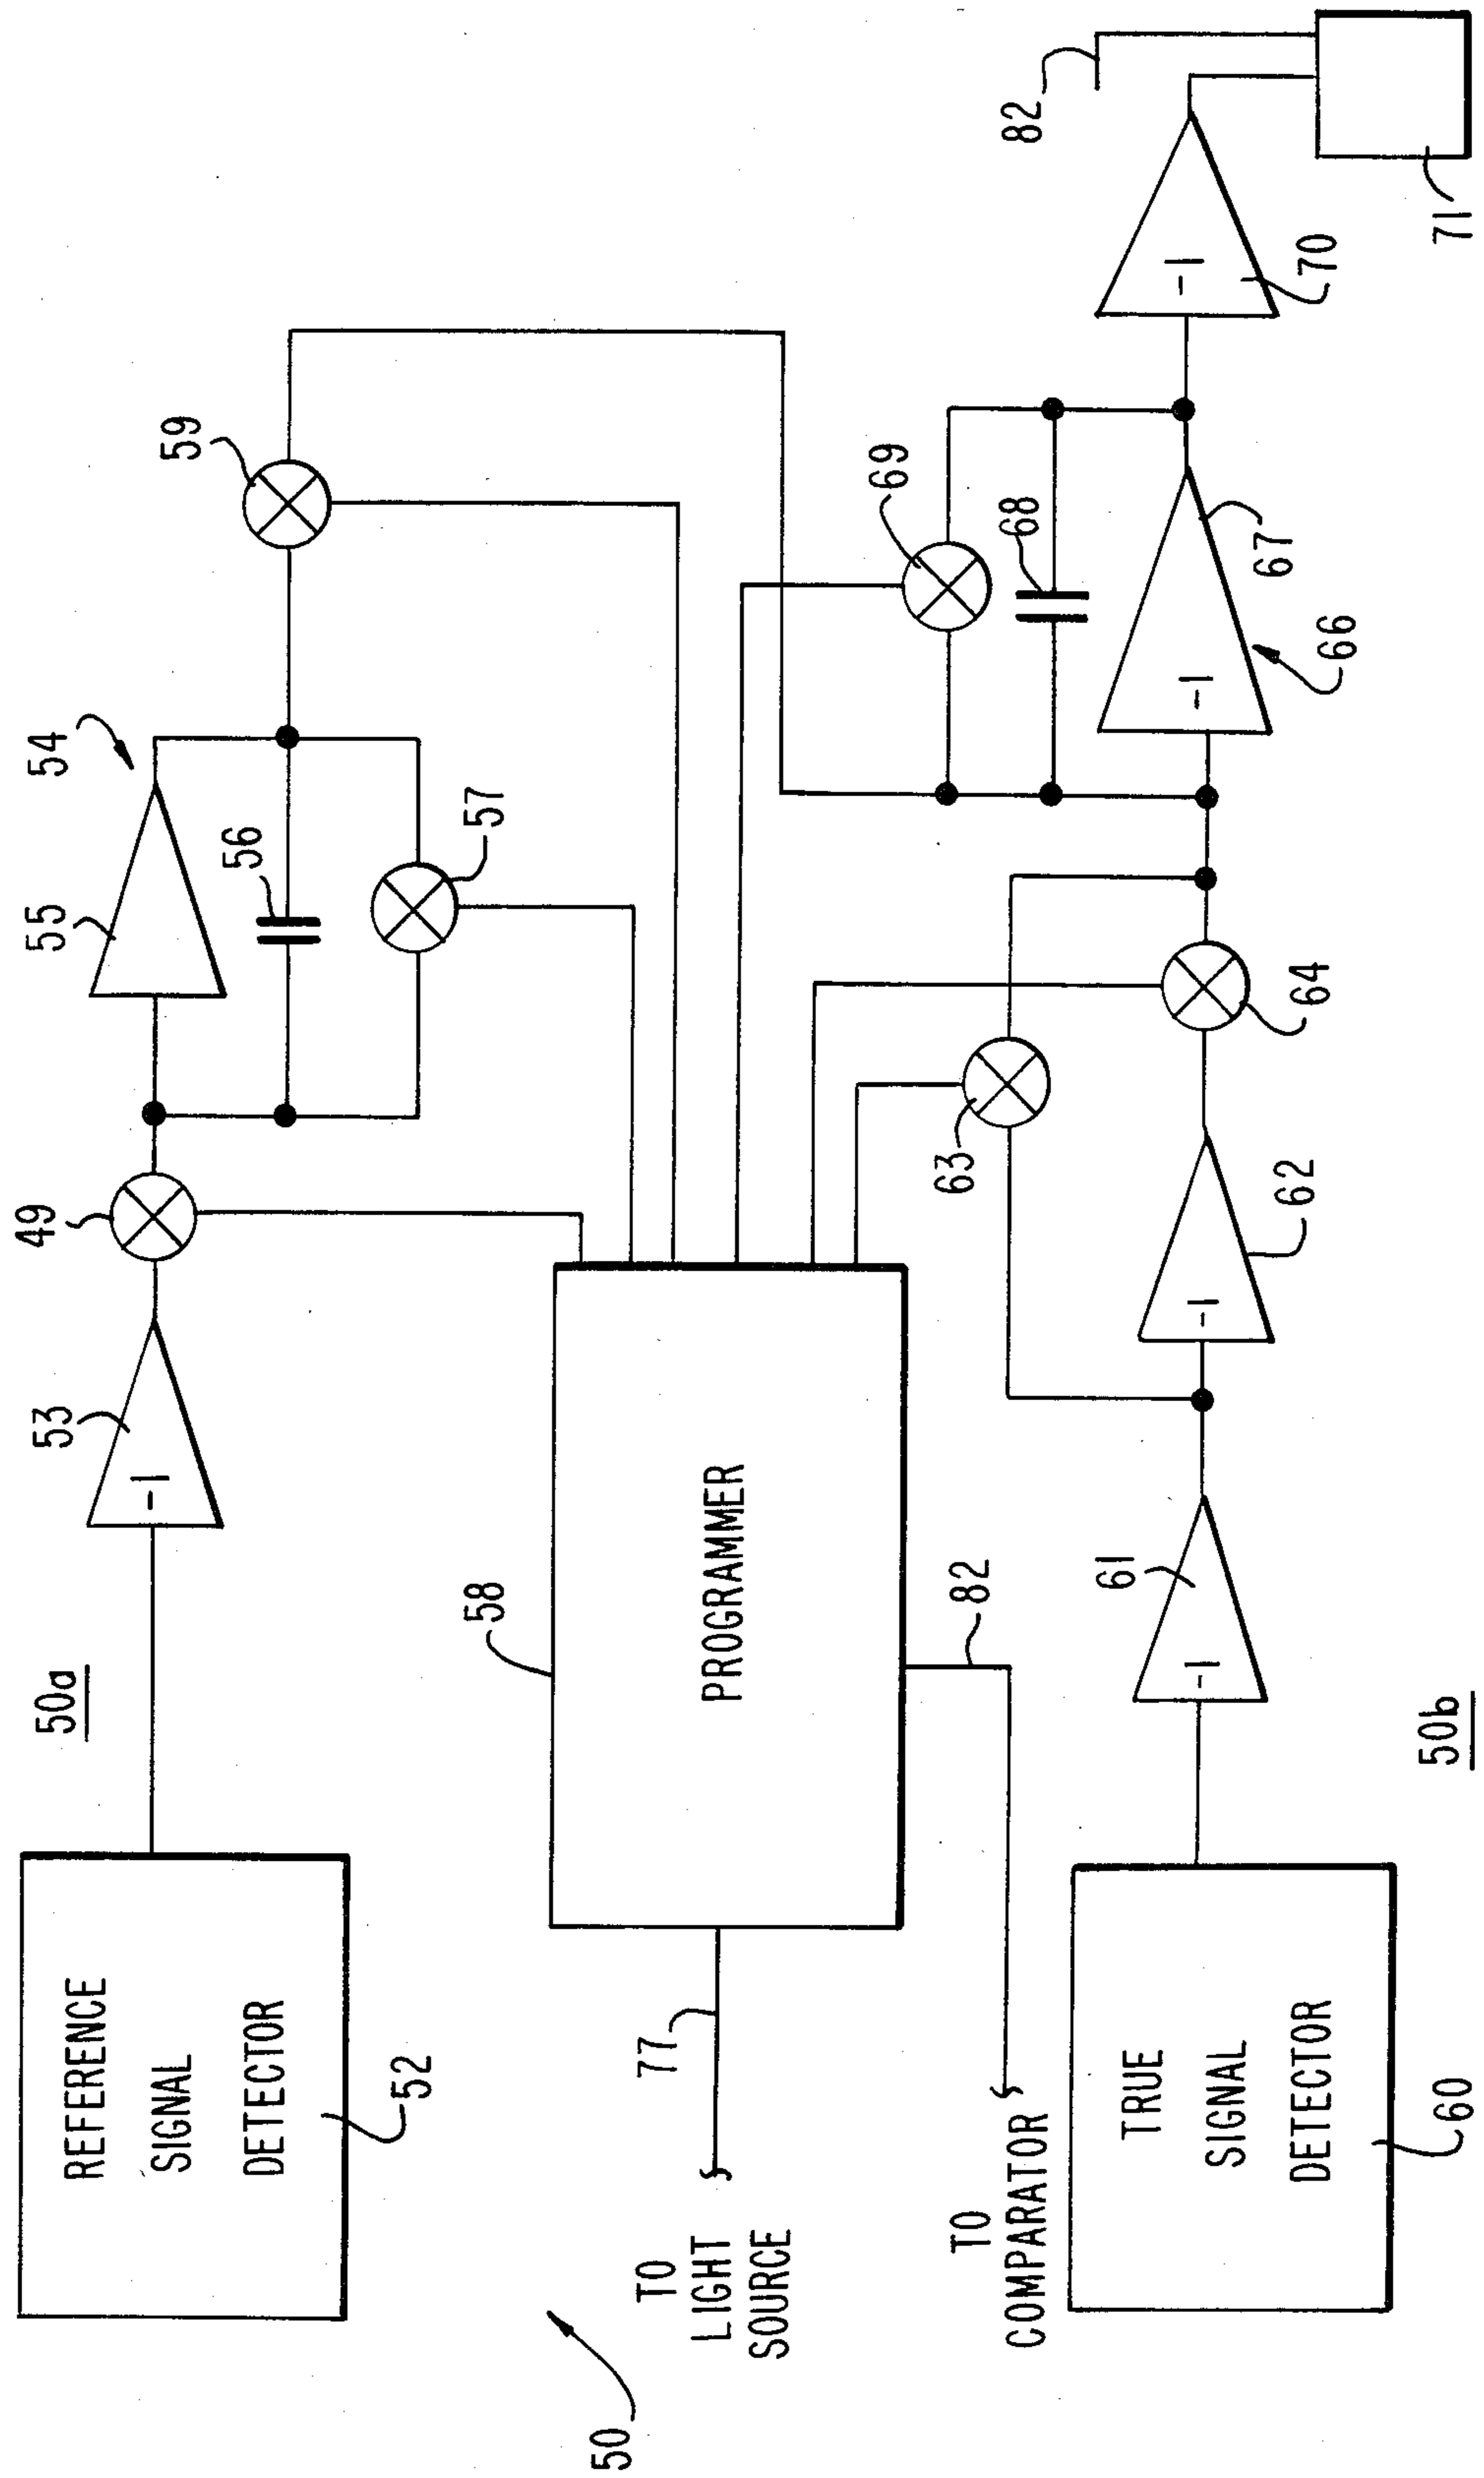 50a
REFERENCE
SIGNAL
DETECTOR
52
53
-1
49
54
55
56
57
59
50
58
PROGRAMMER
77
TO
LIGHT
SOURCE
82
TO
COMPARATOR
TRUE
SIGNAL
DETECTOR
60
50b
61
-1
62
-1
63
64
66
67
-1
68
69
70
-1
82
71